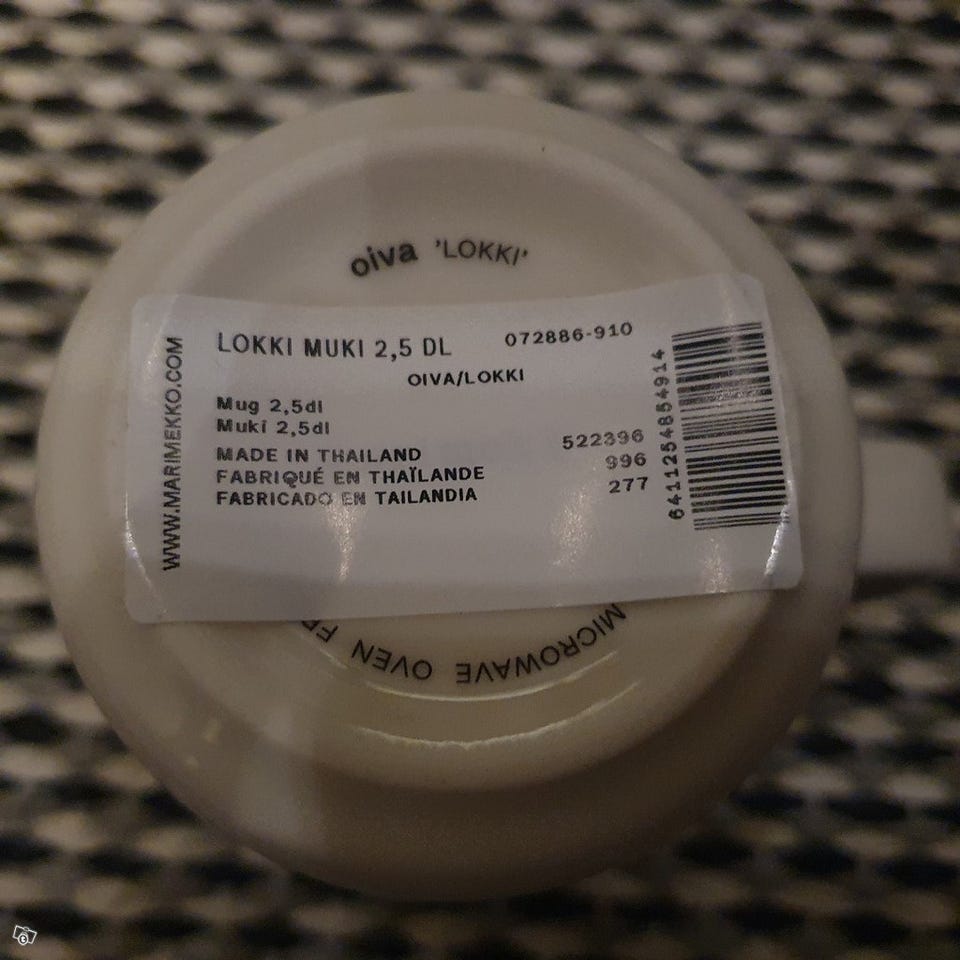 oiva 'LOKKI'
LOKKI MUKI 2,5 DL
072886-910
OIVA/LOKKI
Mug 2,5dl
Muki 2,5dl
MADE IN THAILAND
FABRIQUÉ EN THAÏLANDE
FABRICADO EN TAILANDIA
522396
996
277
6411254854914
WWW.MARIMEKKO.COM
MICROWAVE OVEN